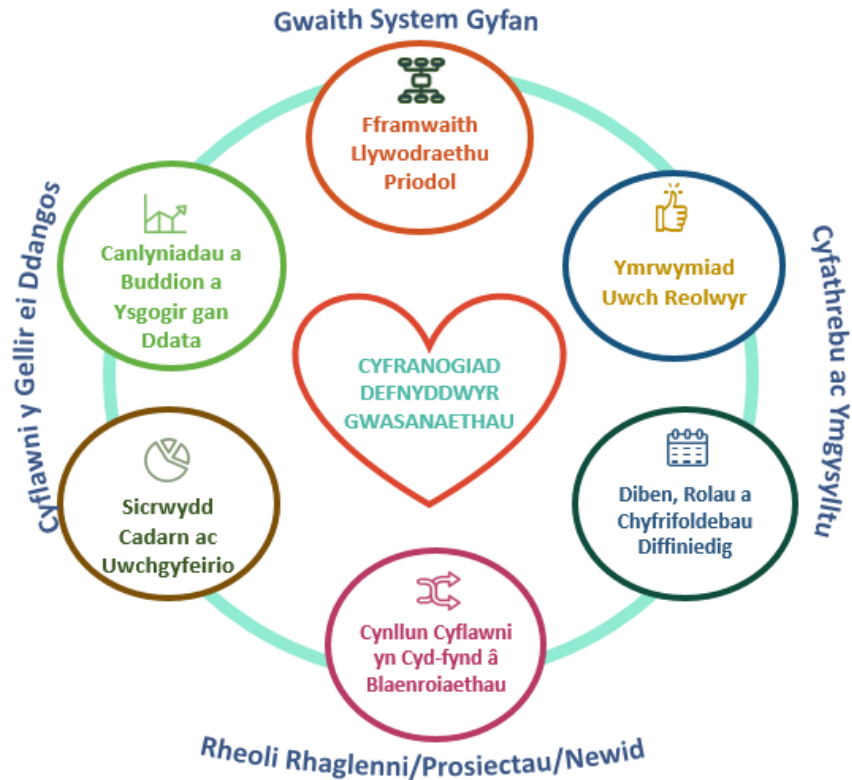 Gwaith System Gyfan
Fframwaith
Llywodraethu
Priodol
Ymrwymiad
Uwch Reolwyr
Cyfathrebu ac Ymgysylltu
Diben, Rolau a
Chyfrifoldebau
Diffiniedig
Cynllun Cyflawni
yn Cyd-fynd â
Blaenroiaethau
Rheoli Rhaglenni/Prosiectau/Newid
Sicrwydd
Cadarn ac
Uwchgyfeirio
Cyflawni y Gellir ei Ddangos
Canlyniadau a
Buddion a
Ysgogir gan
Ddata
CYFRANOGIAD
DEFNYDDWYR
GWASANAETHAU